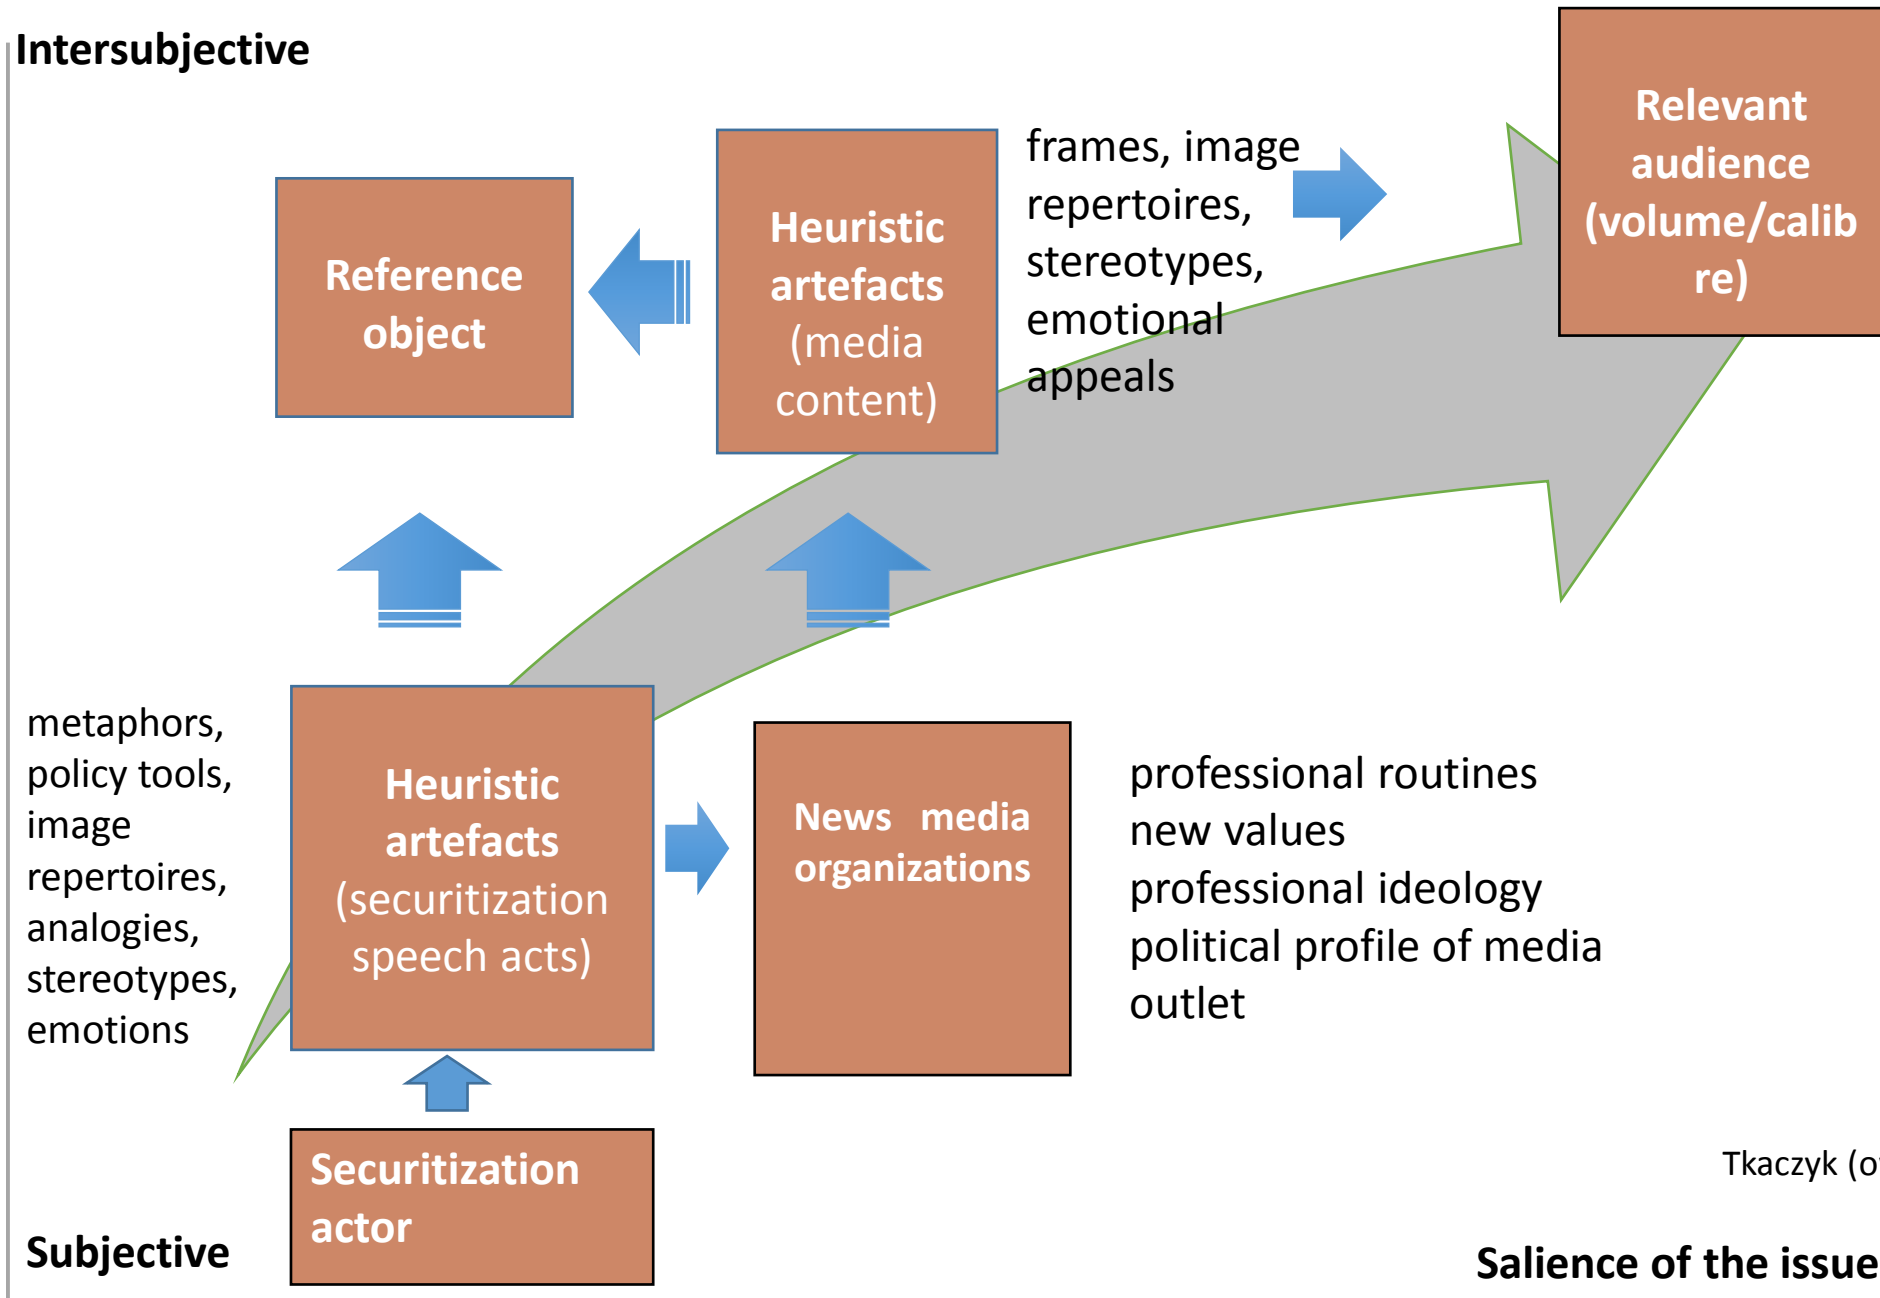 Intersubjective
Relevant
audience
(volume/calib
re)
frames, image
repertoires,
stereotypes,
emotional
appeals
Heuristic
artefacts
(media
content)
Reference
object
metaphors,
policy tools,
image
repertoires,
analogies,
stereotypes,
emotions
Heuristic
artefacts
(securitization
speech acts)
News media
organizations
professional routines
new values
professional ideology
political profile of media
outlet
Securitization
actor
Tkaczyk
Subjective
Salience of the issue